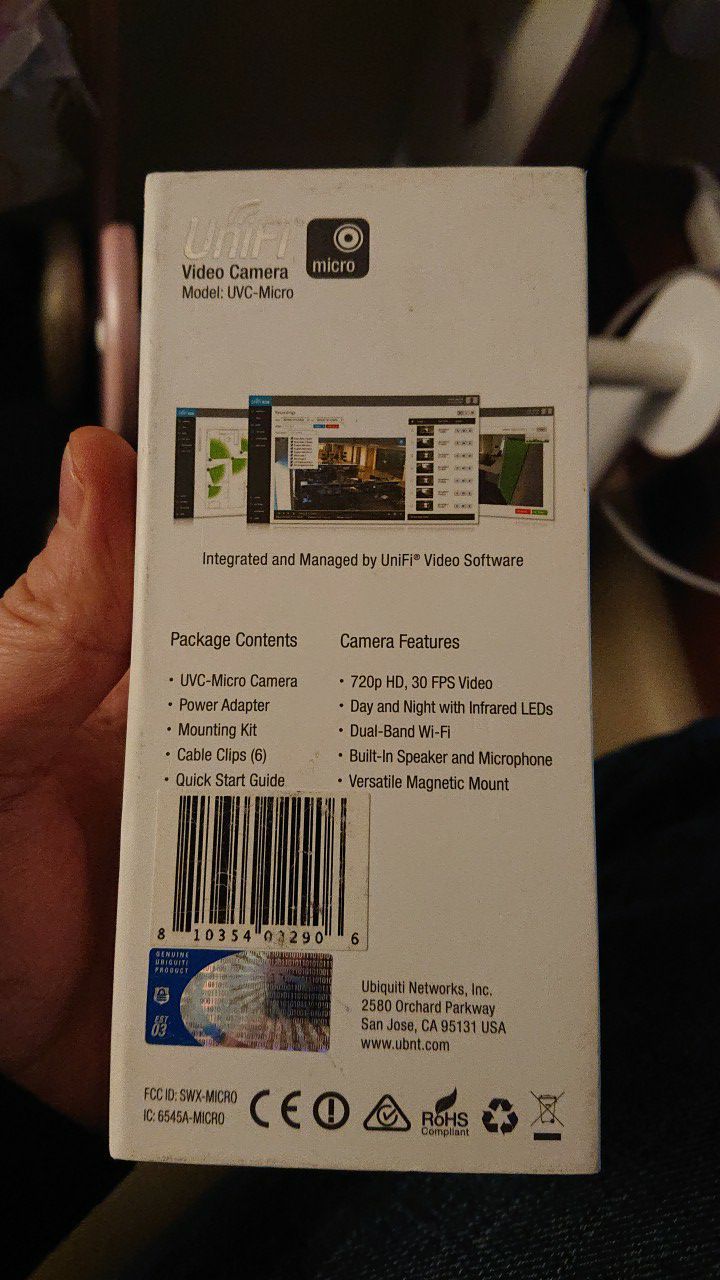 UniFi
micro
Video Camera
Model: UVC-Micro
Recordings
Integrated and Managed by UniFi® Video Software
Package Contents
• UVC-Micro Camera
• Power Adapter
• Mounting Kit
• Cable Clips (6)
• Quick Start Guide
Camera Features
• 720p HD, 30 FPS Video
• Day and Night with Infrared LEDs
• Dual-Band Wi-Fi
• Built-In Speaker and Microphone
• Versatile Magnetic Mount
8 10354 03290 6
GENUINE
UBIQUITI
PRODUCT
EST
03
Ubiquiti Networks, Inc.
2580 Orchard Parkway
San Jose, CA 95131 USA
www.ubnt.com
FCC ID: SWX-MICRO
IC: 6545A-MICRO
CE
RoHS
Compliant